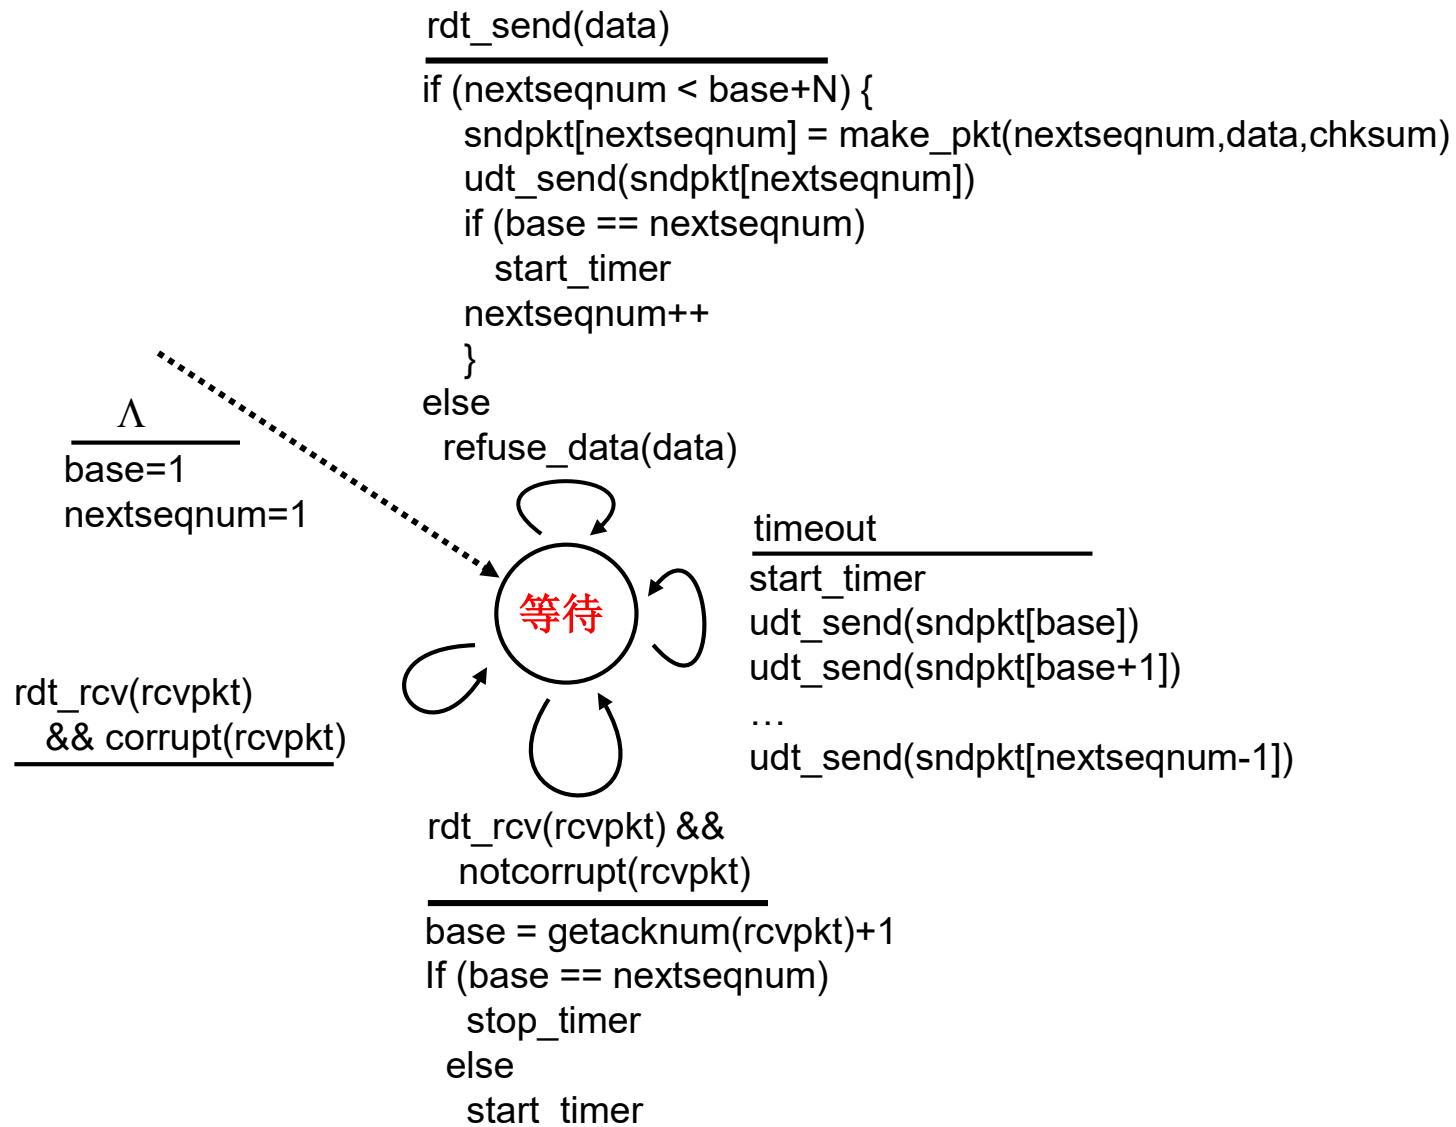 rdt_send(data)
if (nextseqnum < base+N) {
sndpkt[nextseqnum] = make_pkt(nextseqnum,data,chksum)
udt_send(sndpkt[nextseqnum])
if (base == nextseqnum)
start_timer
nextseqnum++
}
else
refuse_data(data)
Λ
base=1
nextseqnum=1
timeout
start_timer
udt_send(sndpkt[base])
udt_send(sndpkt[base+1])
…
udt_send(sndpkt[nextseqnum-1])
等待
rdt_rcv(rcvpkt)
&& corrupt(rcvpkt)
rdt_rcv(rcvpkt) &&
notcorrupt(rcvpkt)
base = getacknum(rcvpkt)+1
If (base == nextseqnum)
stop_timer
else
start_timer